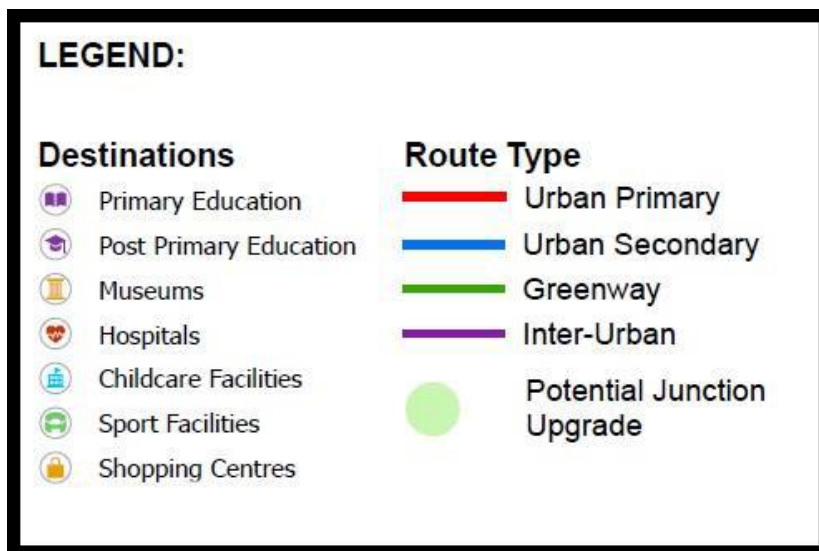 LEGEND:
Destinations
Primary Education
Post Primary Education
Museums
Hospitals
Childcare Facilities
Sport Facilities
Shopping Centres
Route Type
Urban Primary
Urban Secondary
Greenway
Inter-Urban
Potential Junction
Upgrade